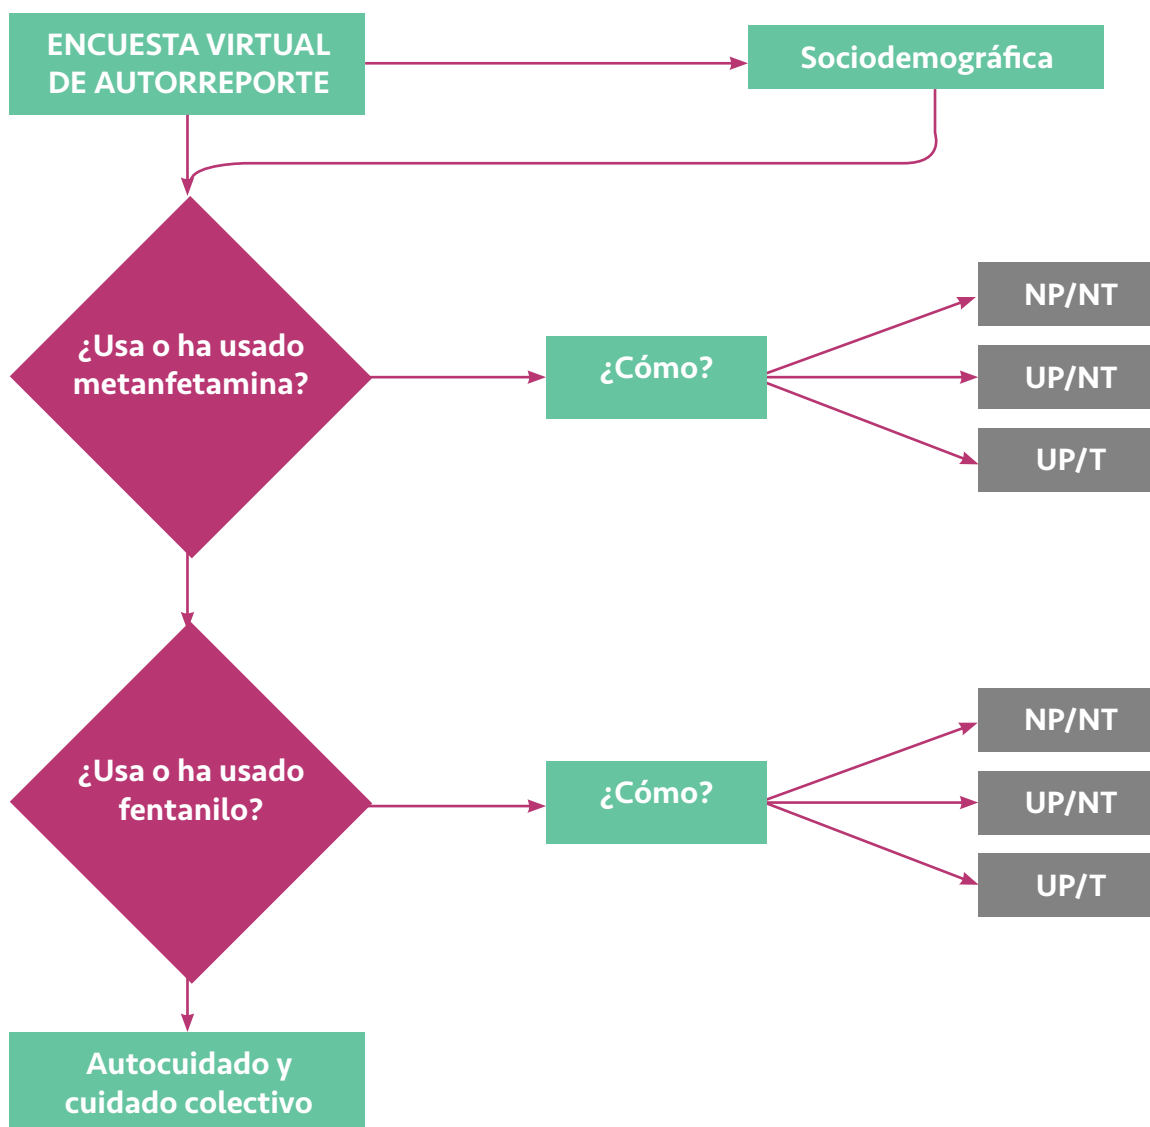 ENCUESTA VIRTUAL
DE AUTORREPORTE
Sociodemográfica
¿Usa o ha usado
metanfetamina?
¿Cómo?
NP/NT
UP/NT
UP/T
¿Usa o ha usado
fentanilo?
¿Cómo?
NP/NT
UP/NT
UP/T
Autocuidado y
cuidado colectivo